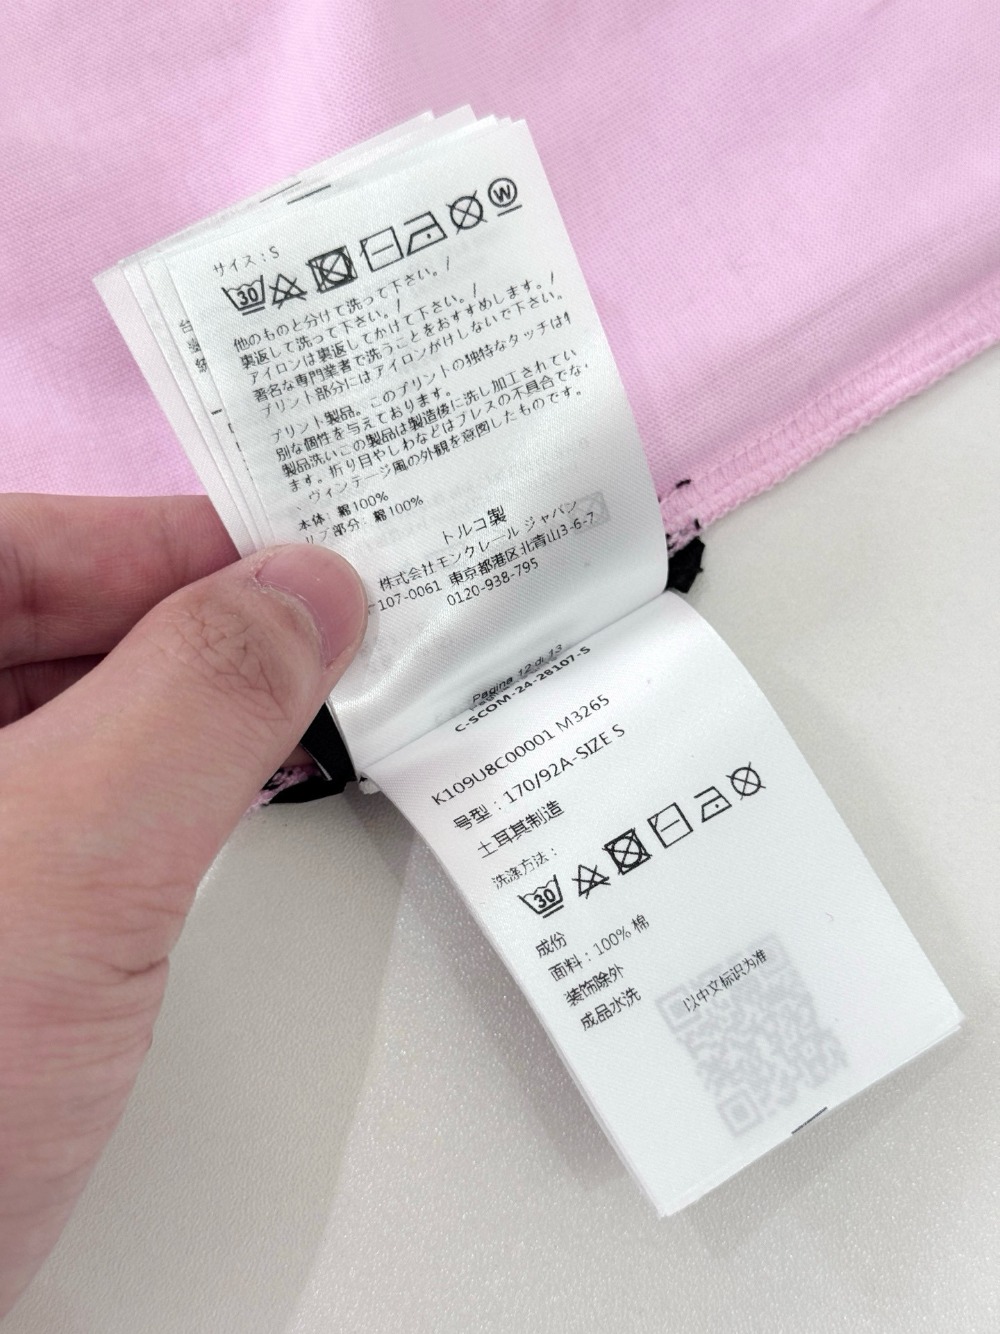 サイス：S
30
W
他のものと分けて洗って下さい。/
裏返して洗って下さい。/
アイロンは裏返してかけて下さい。/
著名な専門業者で洗うことをおすすめします。/
プリント部分にはアイロンがけしないで下さい。
プリント製品。このプリントの独特なタッチは
別な個性を与えております。
製品洗いこの製品は製造後に洗し加工されてい
ます。折り目やしわなどはプレスの不具合でな
ヴィンテージ風の外観を意図したものです。
本体：綿100%
リブ部分：綿100%
トルコ製
株式会社モンクレール ジャパン
107-0061 東京都港区北青山3-6-7
0120-938-795
Pagina 12 di 13
C-SCOM-24-28107-S
K109U8C00001 M3265
号型：170/92A-SIZE S
土耳其制造
洗涤方法：
30
成份
面料：100% 棉
装饰除外
成品水洗
以中文标识为准